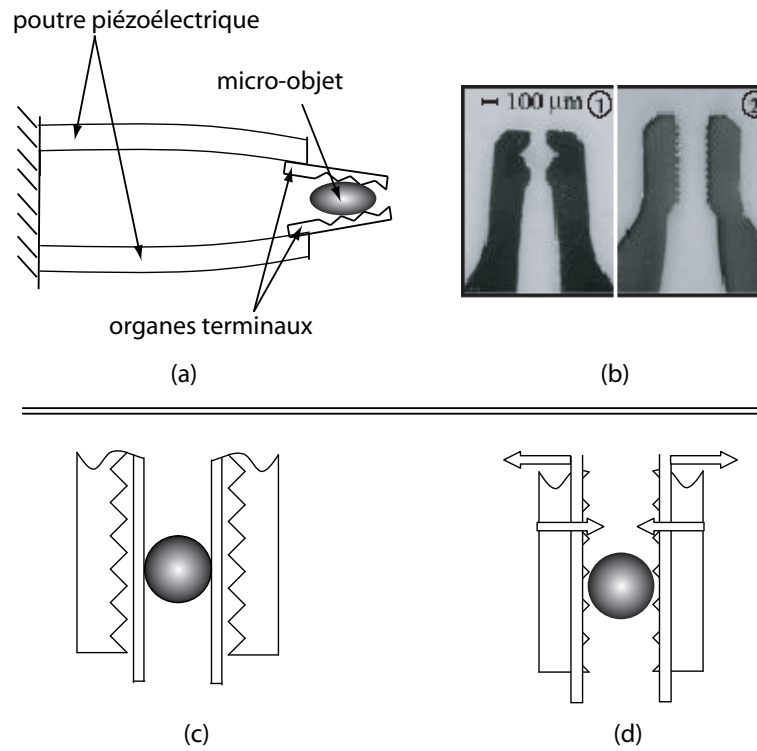 poutre piézoélectrique
micro-objet
organes terminaux
(a)
100 µm 1
2
(b)
(c)
(d)